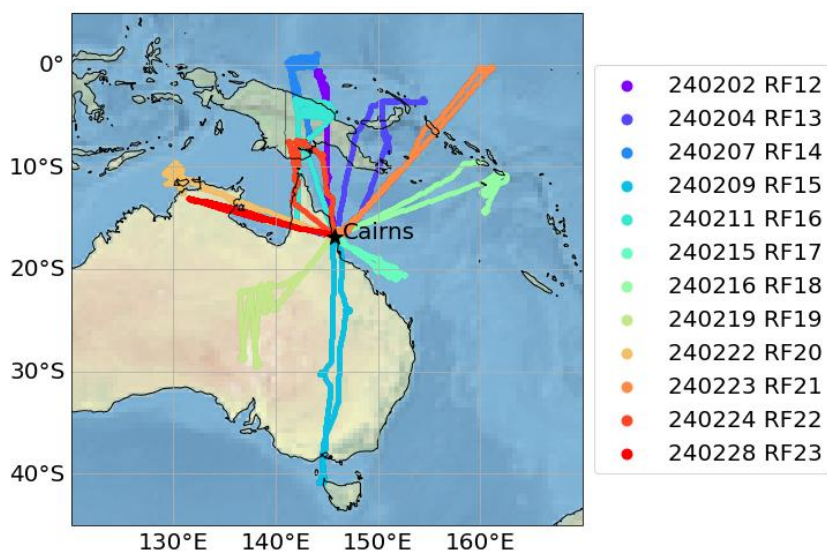 0°
10°S
20°S
30°S
40°S
130°E 140°E 150°E 160°E
Cairns
240202 RF12
240204 RF13
240207 RF14
240209 RF15
240211 RF16
240215 RF17
240216 RF18
240219 RF19
240222 RF20
240223 RF21
240224 RF22
240228 RF23